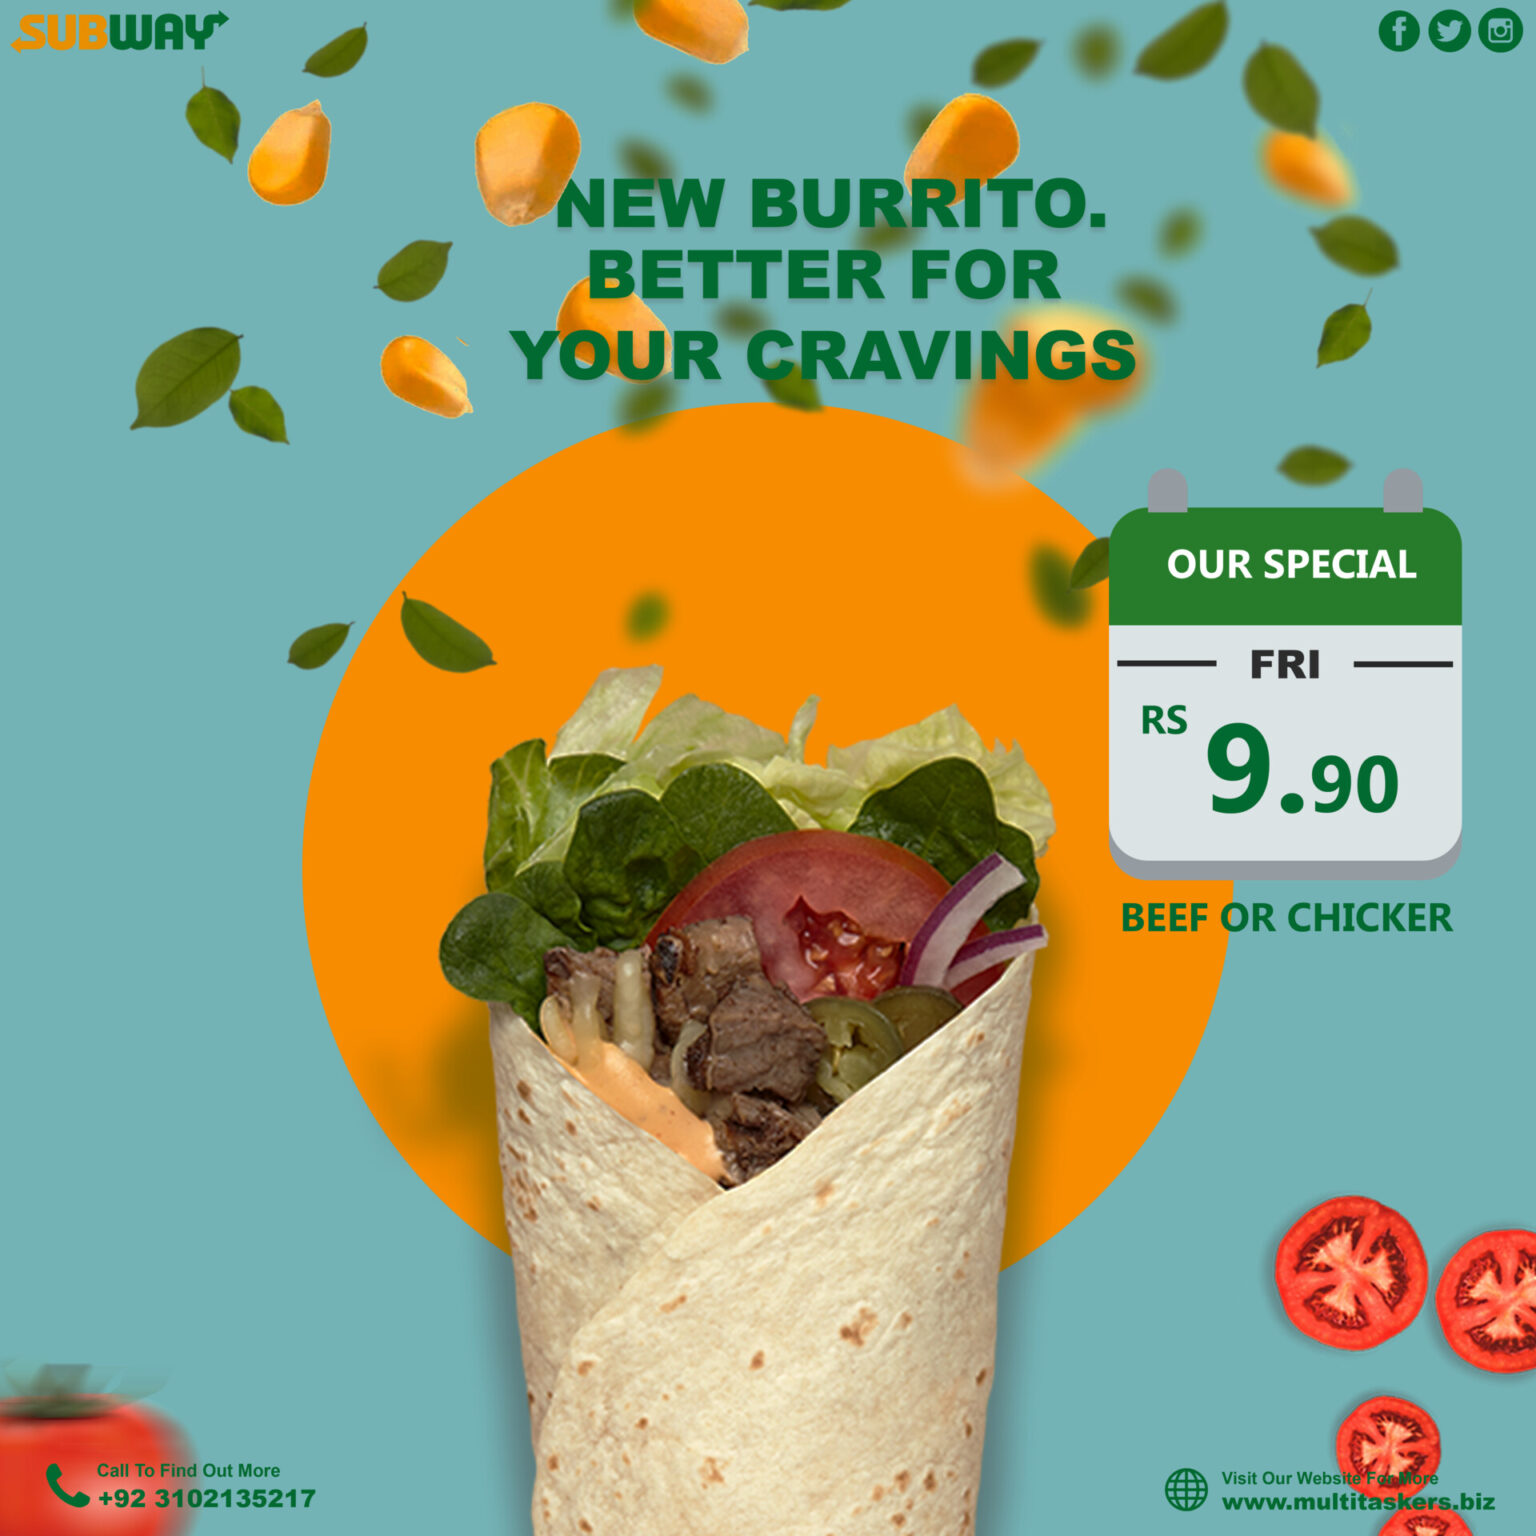 SUBWAY
NEW BURRITO.
BETTER FOR
YOUR CRAVINGS
OUR SPECIAL
FRI
RS
9.90
BEEF OR CHICKER
Call To Find Out More
+92 3102135217
Visit Our Website For More
www.multitaskers.biz